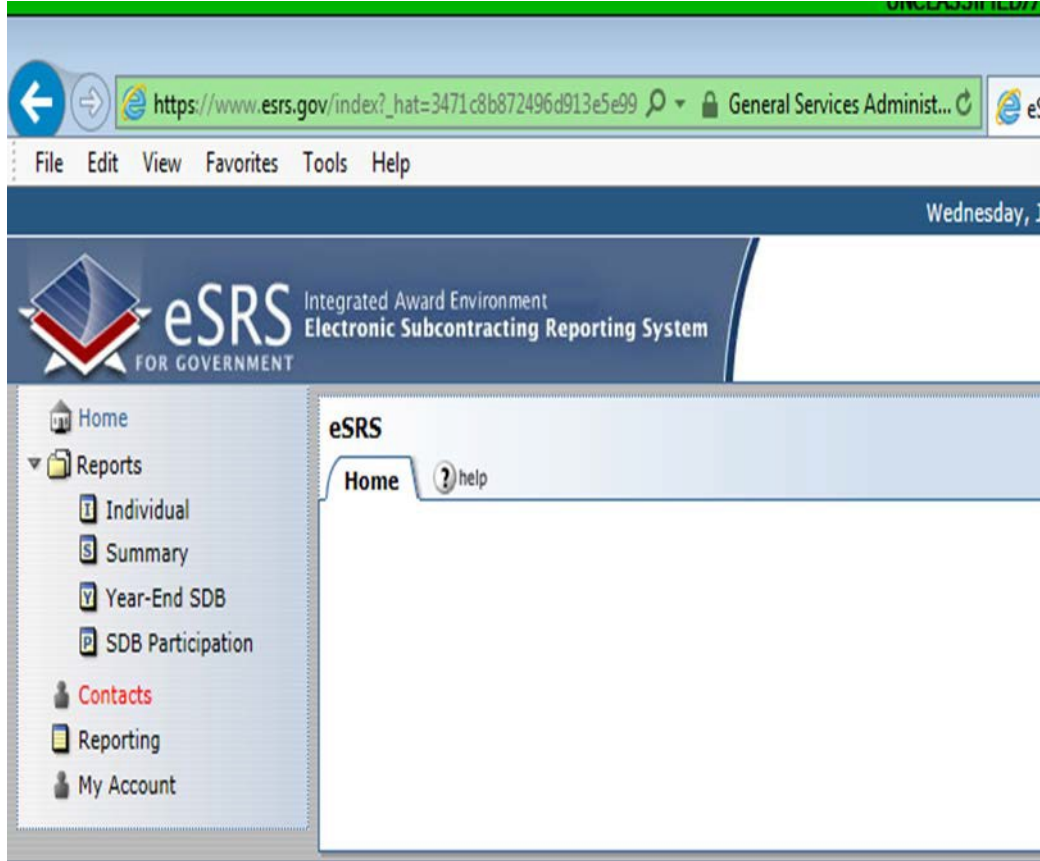 UNCLASSIFIED//
https://www.esrs.gov/index?_hat=3471c8b872496d913e5e99 General Services Administ...
File Edit View Favorites Tools Help
Wednesday,
eSRS
FOR GOVERNMENT
Integrated Award Environment
Electronic Subcontracting Reporting System
Home
Reports
I Individual
S Summary
Y Year-End SDB
P SDB Participation
Contacts
Reporting
My Account
eSRS
Home ? help